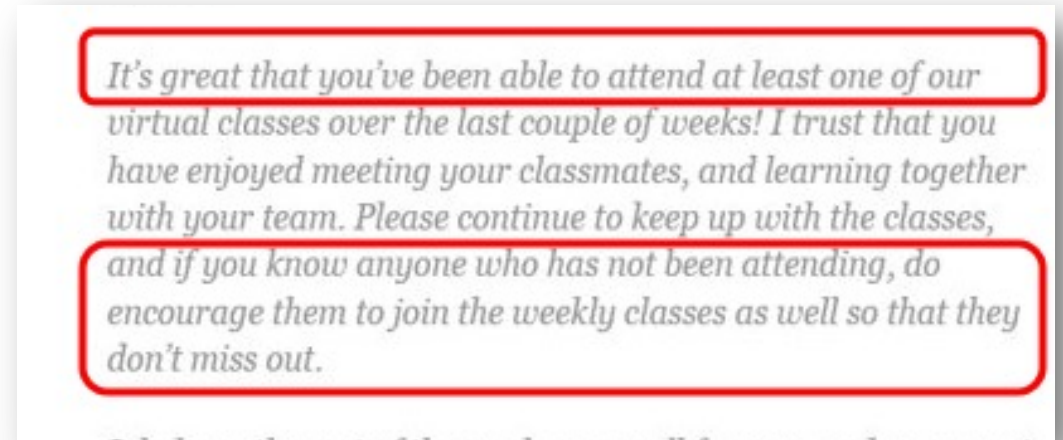 It's great that you've been able to attend at least one of our
virtual classes over the last couple of weeks! I trust that you
have enjoyed meeting your classmates, and learning together
with your team. Please continue to keep up with the classes,
and if you know anyone who has not been attending, do
encourage them to join the weekly classes as well so that they
don't miss out.